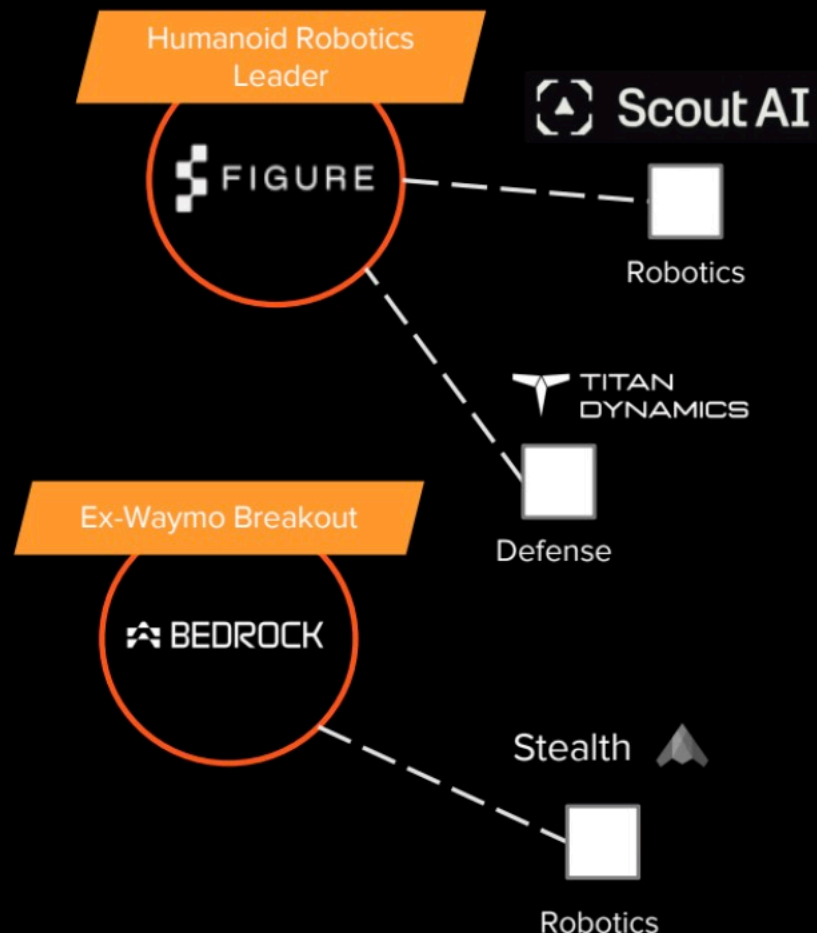 Humanoid Robotics
Leader
FIGURE
Scout AI
Robotics
TITAN
DYNAMICS
Defense
Ex-Waymo Breakout
BEDROCK
Stealth
Robotics